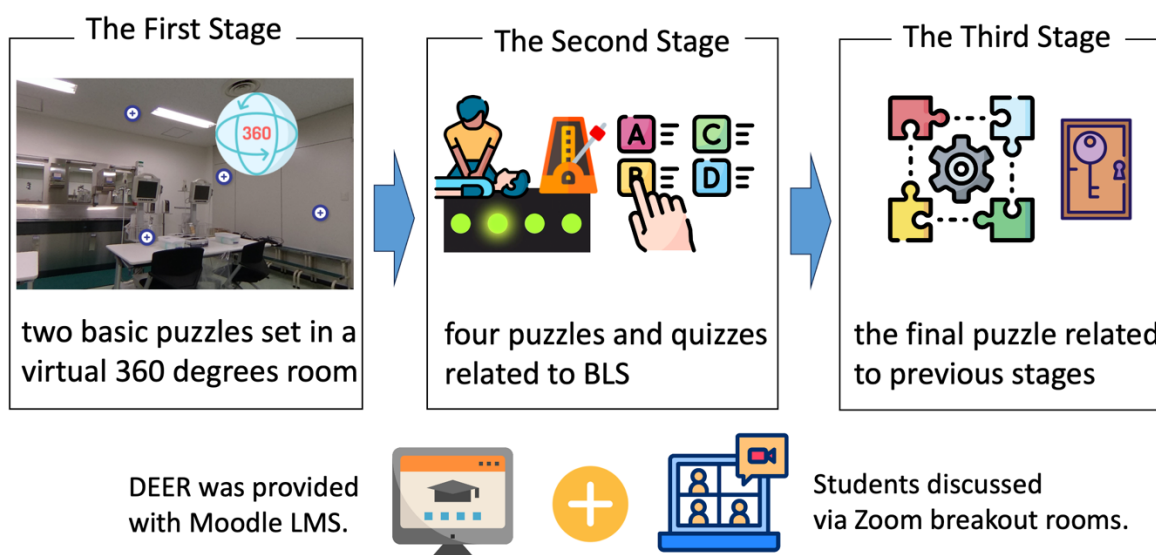 The First Stage
The Second Stage
The Third Stage
360
A
C
B
D
two basic puzzles set in a
virtual 360 degrees room
four puzzles and quizzes
related to BLS
the final puzzle related
to previous stages
DEER was provided
with Moodle LMS.
Students discussed
via Zoom breakout rooms.